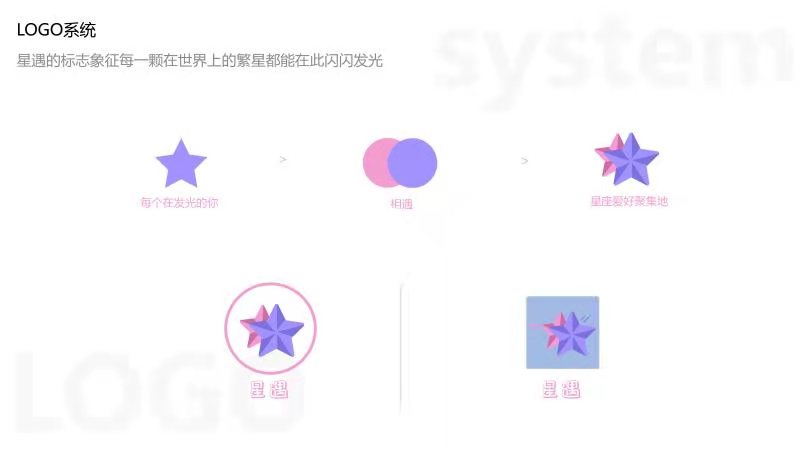 LOGO系统
system
星遇的标志象征每一颗在世界上的繁星都能在此闪闪发光
>
>
每个在发光的你
相遇
星座爱好聚集地
LOGO
星遇
星遇